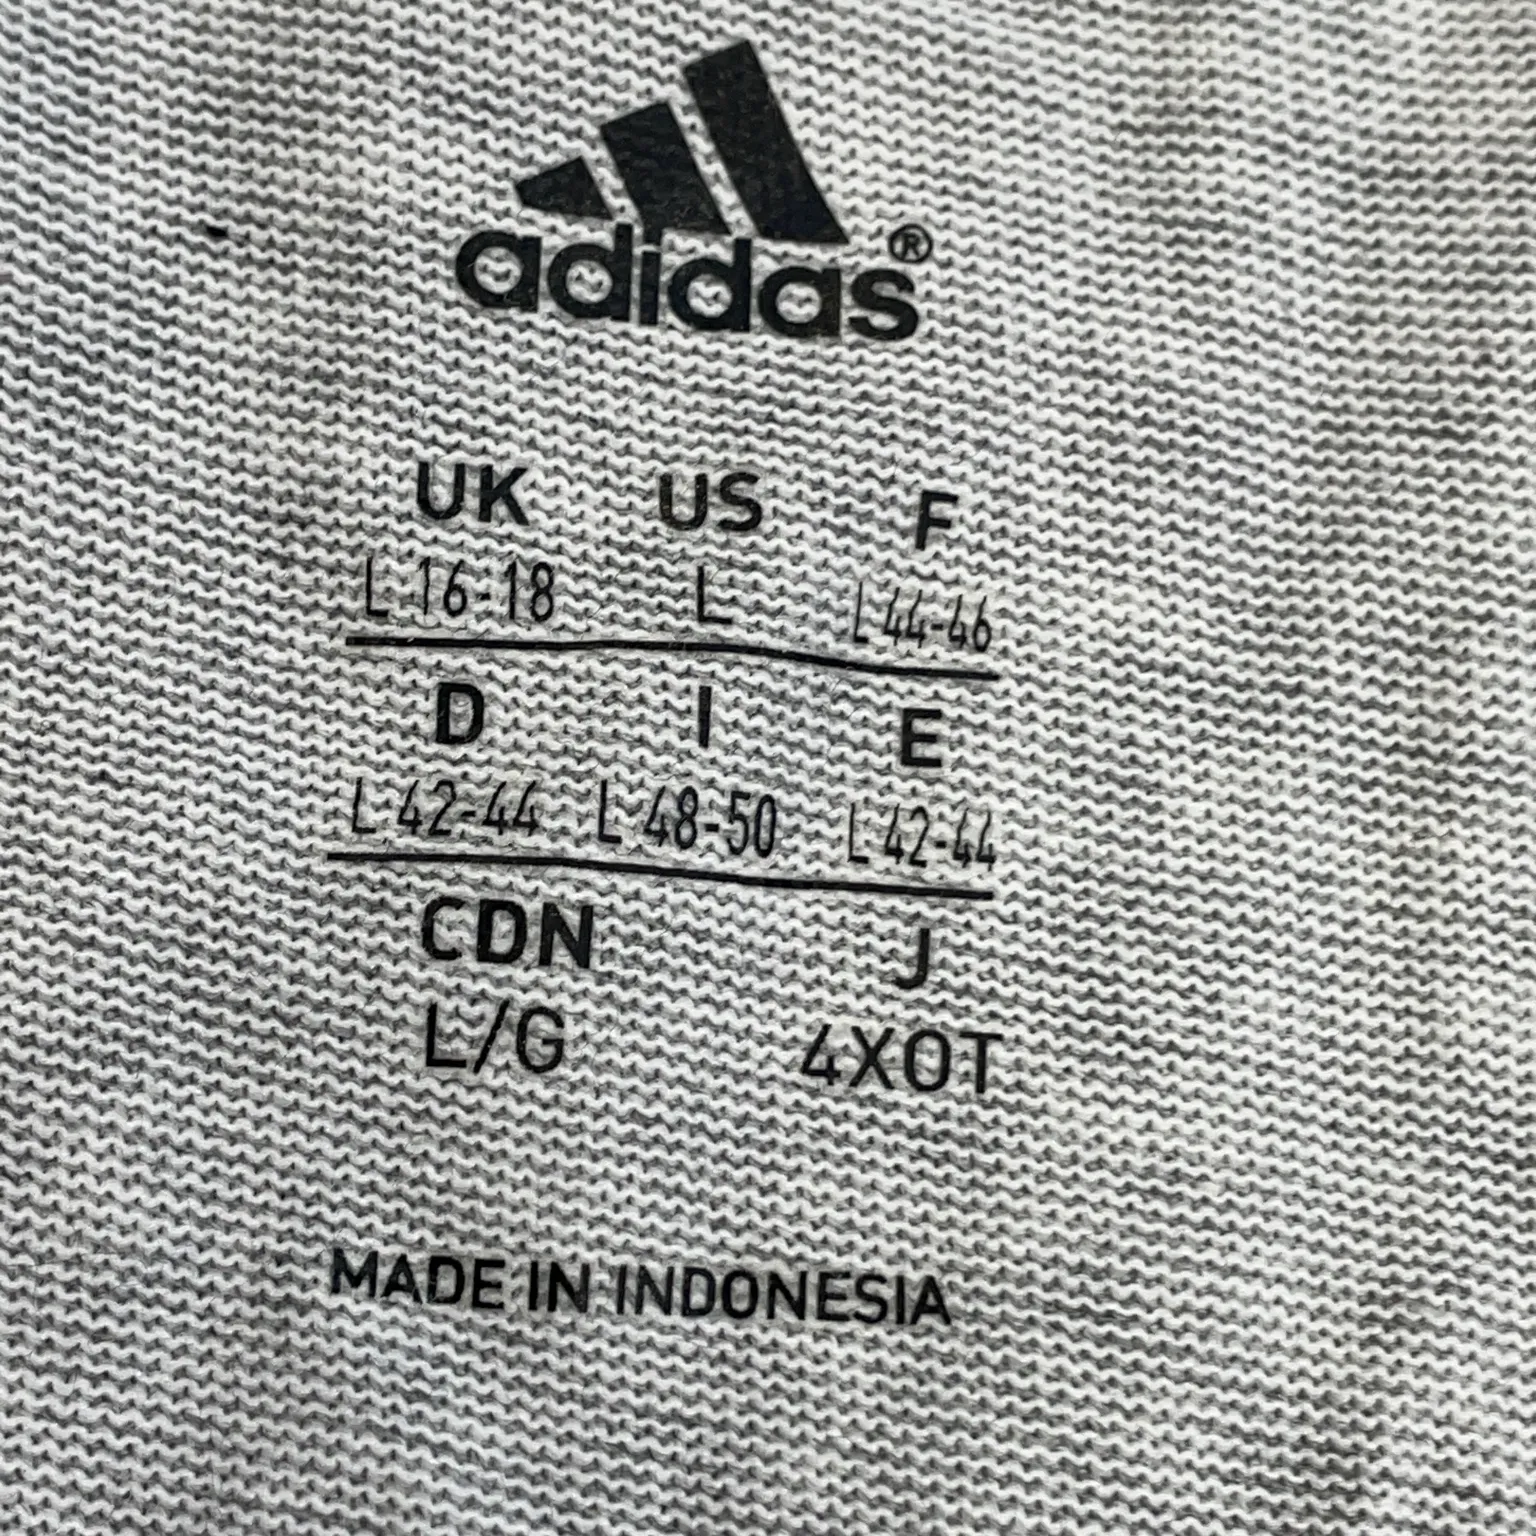 adidas®
UK US F
L 16-18 L L 44-46
D I E
L 42-44 L 48-50 L 42-44
CDN J
L/G 4XOT
MADE IN INDONESIA